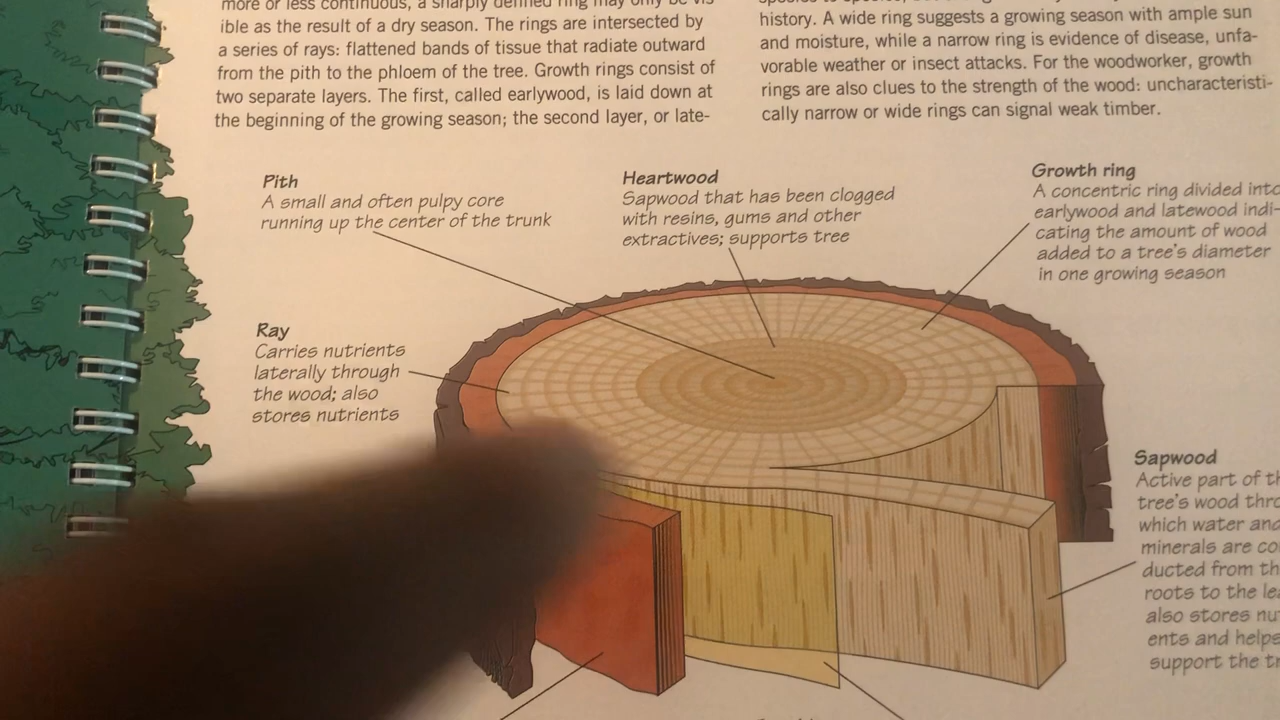 more or less continuous, a sharply defined ring may only be vis-
ible as the result of a dry season. The rings are intersected by
a series of rays: flattened bands of tissue that radiate outward
from the pith to the phloem of the tree. Growth rings consist of
two separate layers. The first, called earlywood, is laid down at
the beginning of the growing season; the second layer, or late-
history. A wide ring suggests a growing season with ample sun
and moisture, while a narrow ring is evidence of disease, unfa-
vorable weather or insect attacks. For the woodworker, growth
rings are also clues to the strength of the wood: uncharacteristi-
cally narrow or wide rings can signal weak timber.
Pith
A small and often pulpy core
running up the center of the trunk
Heartwood
Sapwood that has been clogged
with resins, gums and other
extractives; supports tree
Growth ring
A concentric ring divided into
earlywood and latewood indi-
cating the amount of wood
added to a tree's diameter
in one growing season
Ray
Carries nutrients
laterally through
the wood; also
stores nutrients
Sapwood
Active part of
tree's wood
which water and
minerals are
ducted from
roots to the
also stores
ents and helps
support the